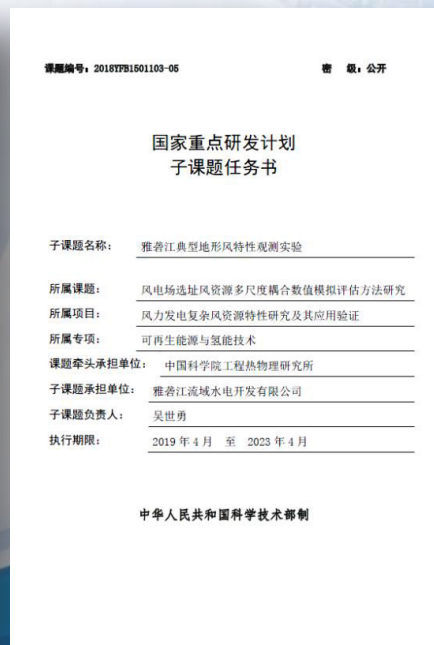 课题编号：2018YFB1501103-05 密 级：公开
国家重点研发计划
子课题任务书
子课题名称： 雅砻江典型地形风特性观测实验
所属课题： 风电场选址风资源多尺度耦合数值模拟评估方法研究
所属项目： 风力发电复杂风资源特性研究及其应用验证
所属专项： 可再生能源与氢能技术
课题牵头承担单位： 中国科学院工程热物理研究所
子课题承担单位： 雅砻江流域水电开发有限公司
子课题负责人： 吴世勇
执行期限： 2019 年 4 月 至 2023 年 4 月
中华人民共和国科学技术部制